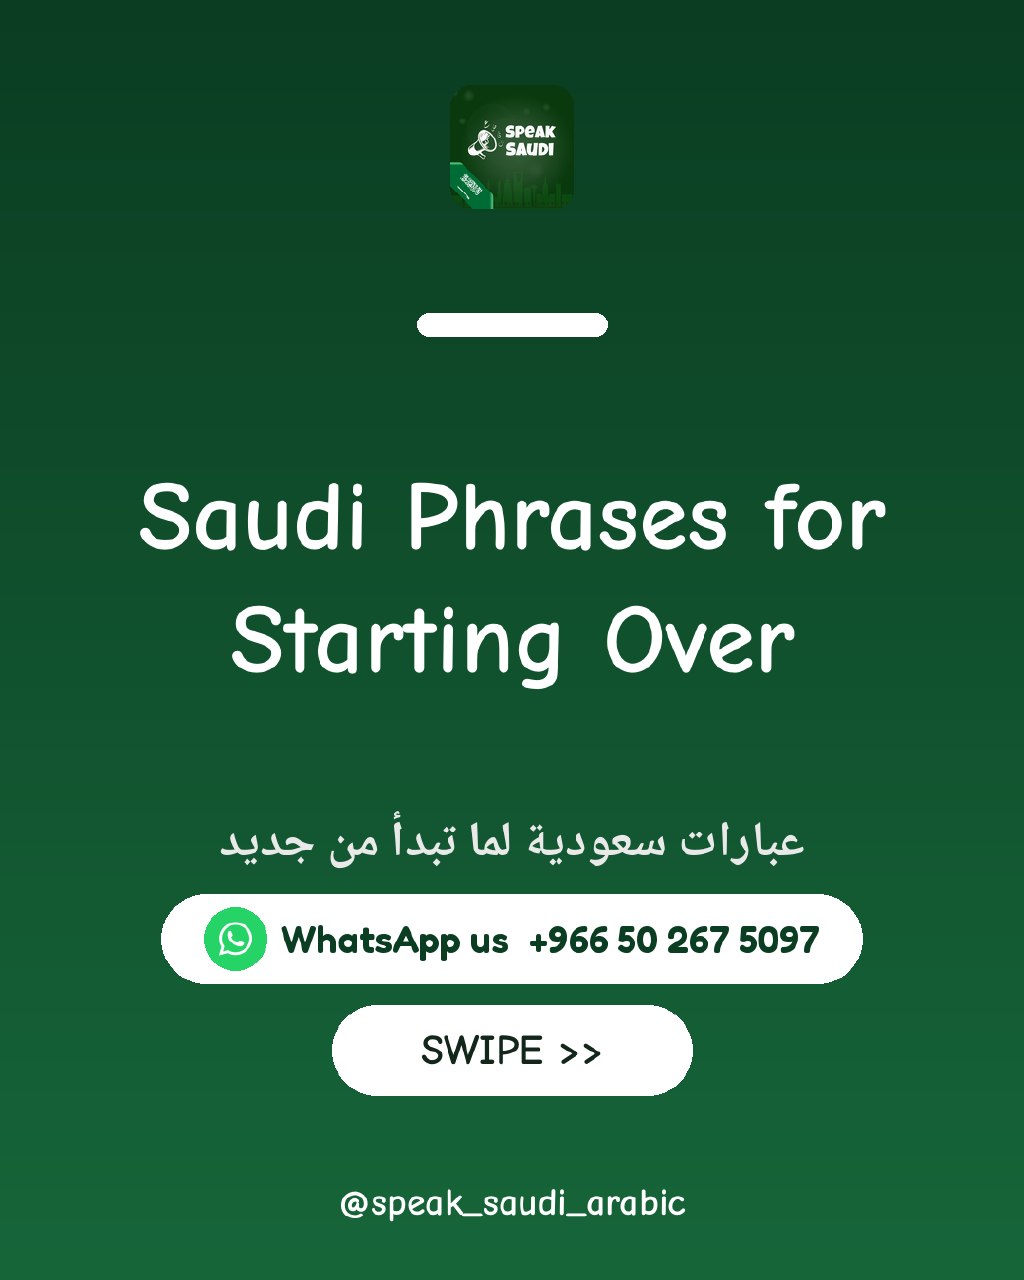 SPEAK
SAUDI
Saudi Phrases for
Starting Over
عبارات سعودية لما تبدأ من جديد
WhatsApp us +966 50 267 5097
SWIPE >>
@speak_saudi_arabic